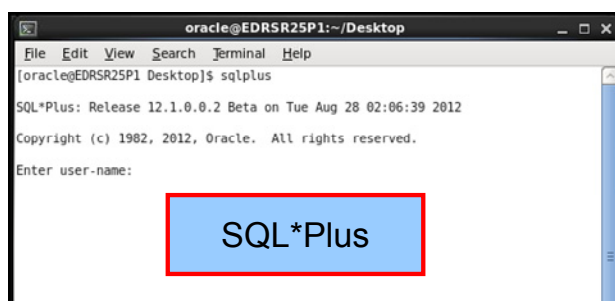 oracle@EDRSR25P1:~/Desktop
File Edit View Search Terminal Help
[oracle@EDRSR25P1 Desktop]$ sqlplus
SQL*Plus: Release 12.1.0.0.2 Beta on Tue Aug 28 02:06:39 2012
Copyright (c) 1982, 2012, Oracle. All rights reserved.
Enter user-name:
SQL*Plus